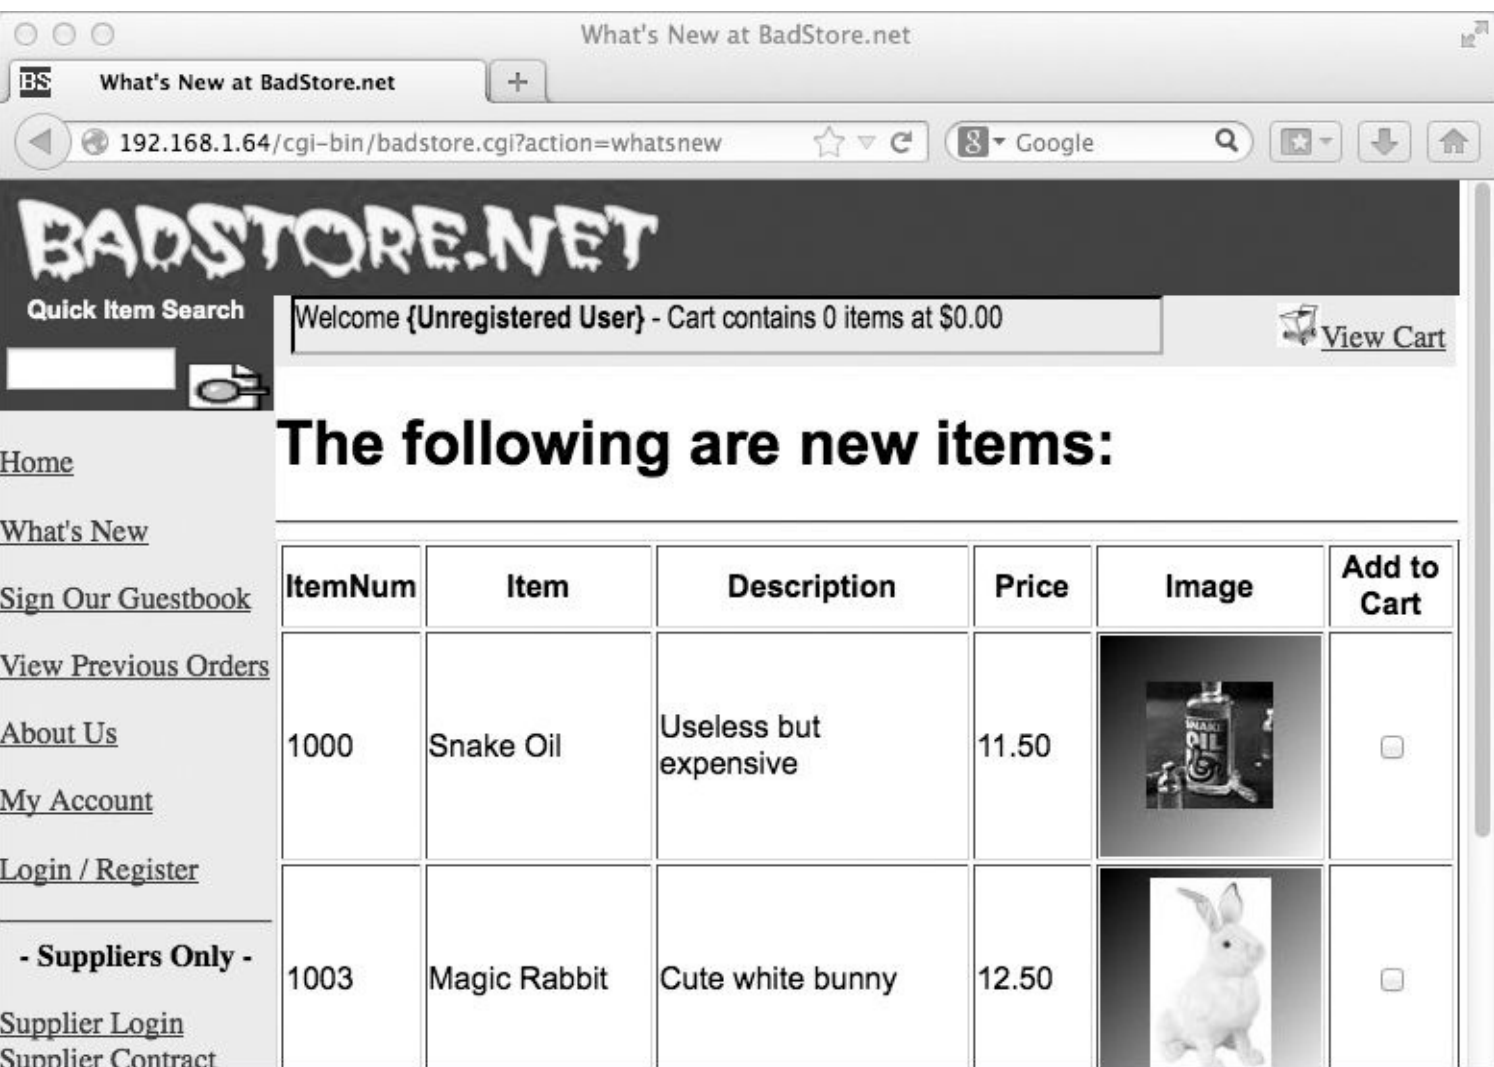 What's New at BadStore.net
BS What's New at BadStore.net
192.168.1.64/cgi-bin/badstore.cgi?action=whatsnew 8 Google
BADSTORE.NET
Quick Item Search
Welcome {Unregistered User} - Cart contains 0 items at $0.00
View Cart
Home
What's New
Sign Our Guestbook
View Previous Orders
About Us
My Account
Login / Register
- Suppliers Only -
Supplier Login
Supplier Contract
The following are new items:
ItemNum Item Description Price Image Add to
Cart
1000 Snake Oil Useless but
expensive 11.50
SNAKE
OIL
1003 Magic Rabbit Cute white bunny 12.50